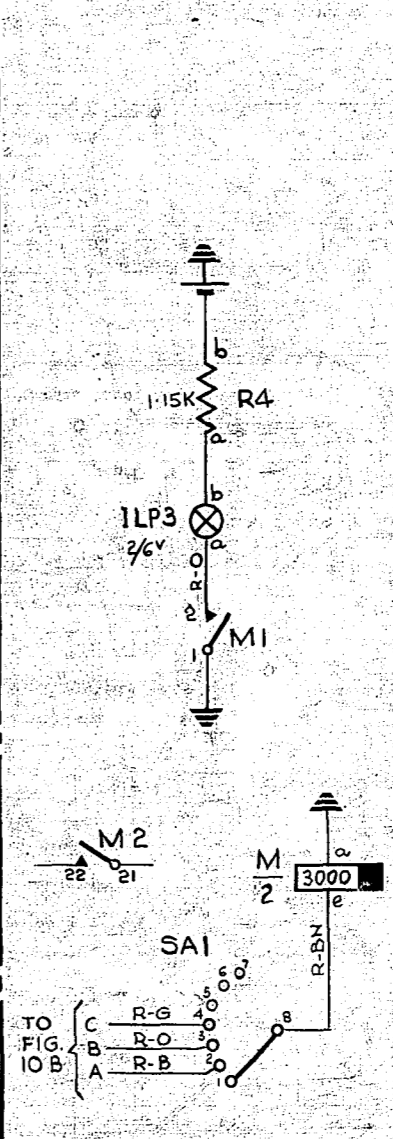 b
1·15K R4
a
b
1LP3
2/6V
a
R-O
2
M1
1
M2
22 21
M
2
a
3000
e
R-BN
SA1
7
6
5
4
3
2
1
8
TO
FIG.
10 B
C R-G
B R-O
A R-B